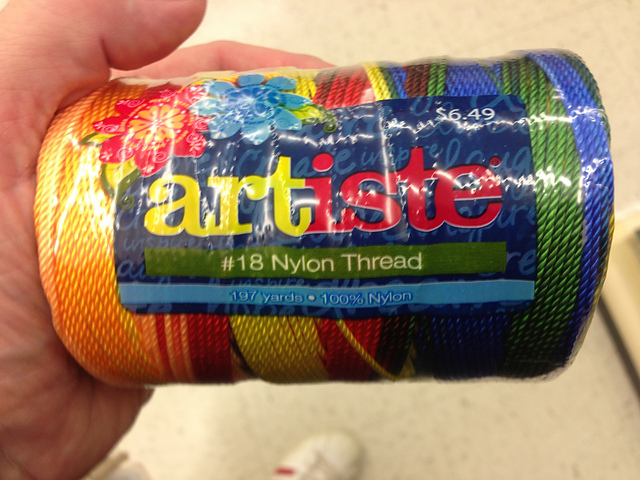 $6.49
artiste
#18 Nylon Thread
197 yards • 100% Nylon